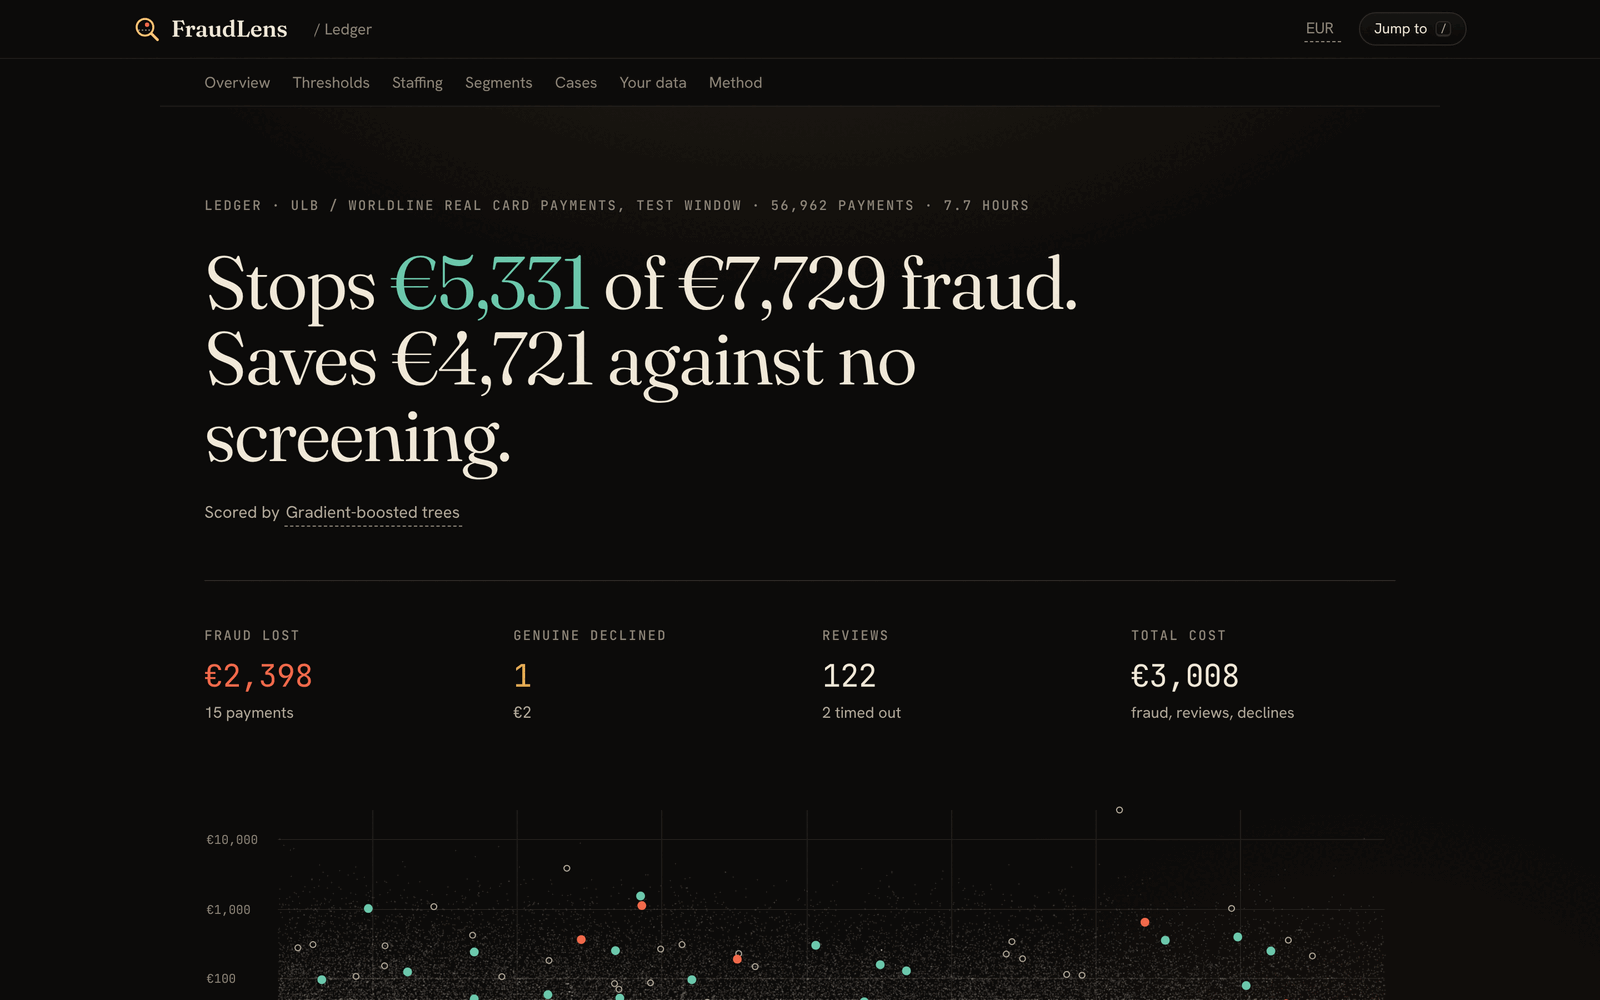 FraudLens / Ledger EUR Jump to /
Overview Thresholds Staffing Segments Cases Your data Method
LEDGER · ULB / WORLDLINE REAL CARD PAYMENTS, TEST WINDOW · 56,962 PAYMENTS · 7.7 HOURS
Stops €5,331 of €7,729 fraud.
Saves €4,721 against no
screening.
Scored by Gradient-boosted trees
FRAUD LOST GENUINE DECLINED REVIEWS TOTAL COST
€2,398 1 122 €3,008
15 payments €2 2 timed out fraud, reviews, declines
€10,000
€1,000
€100